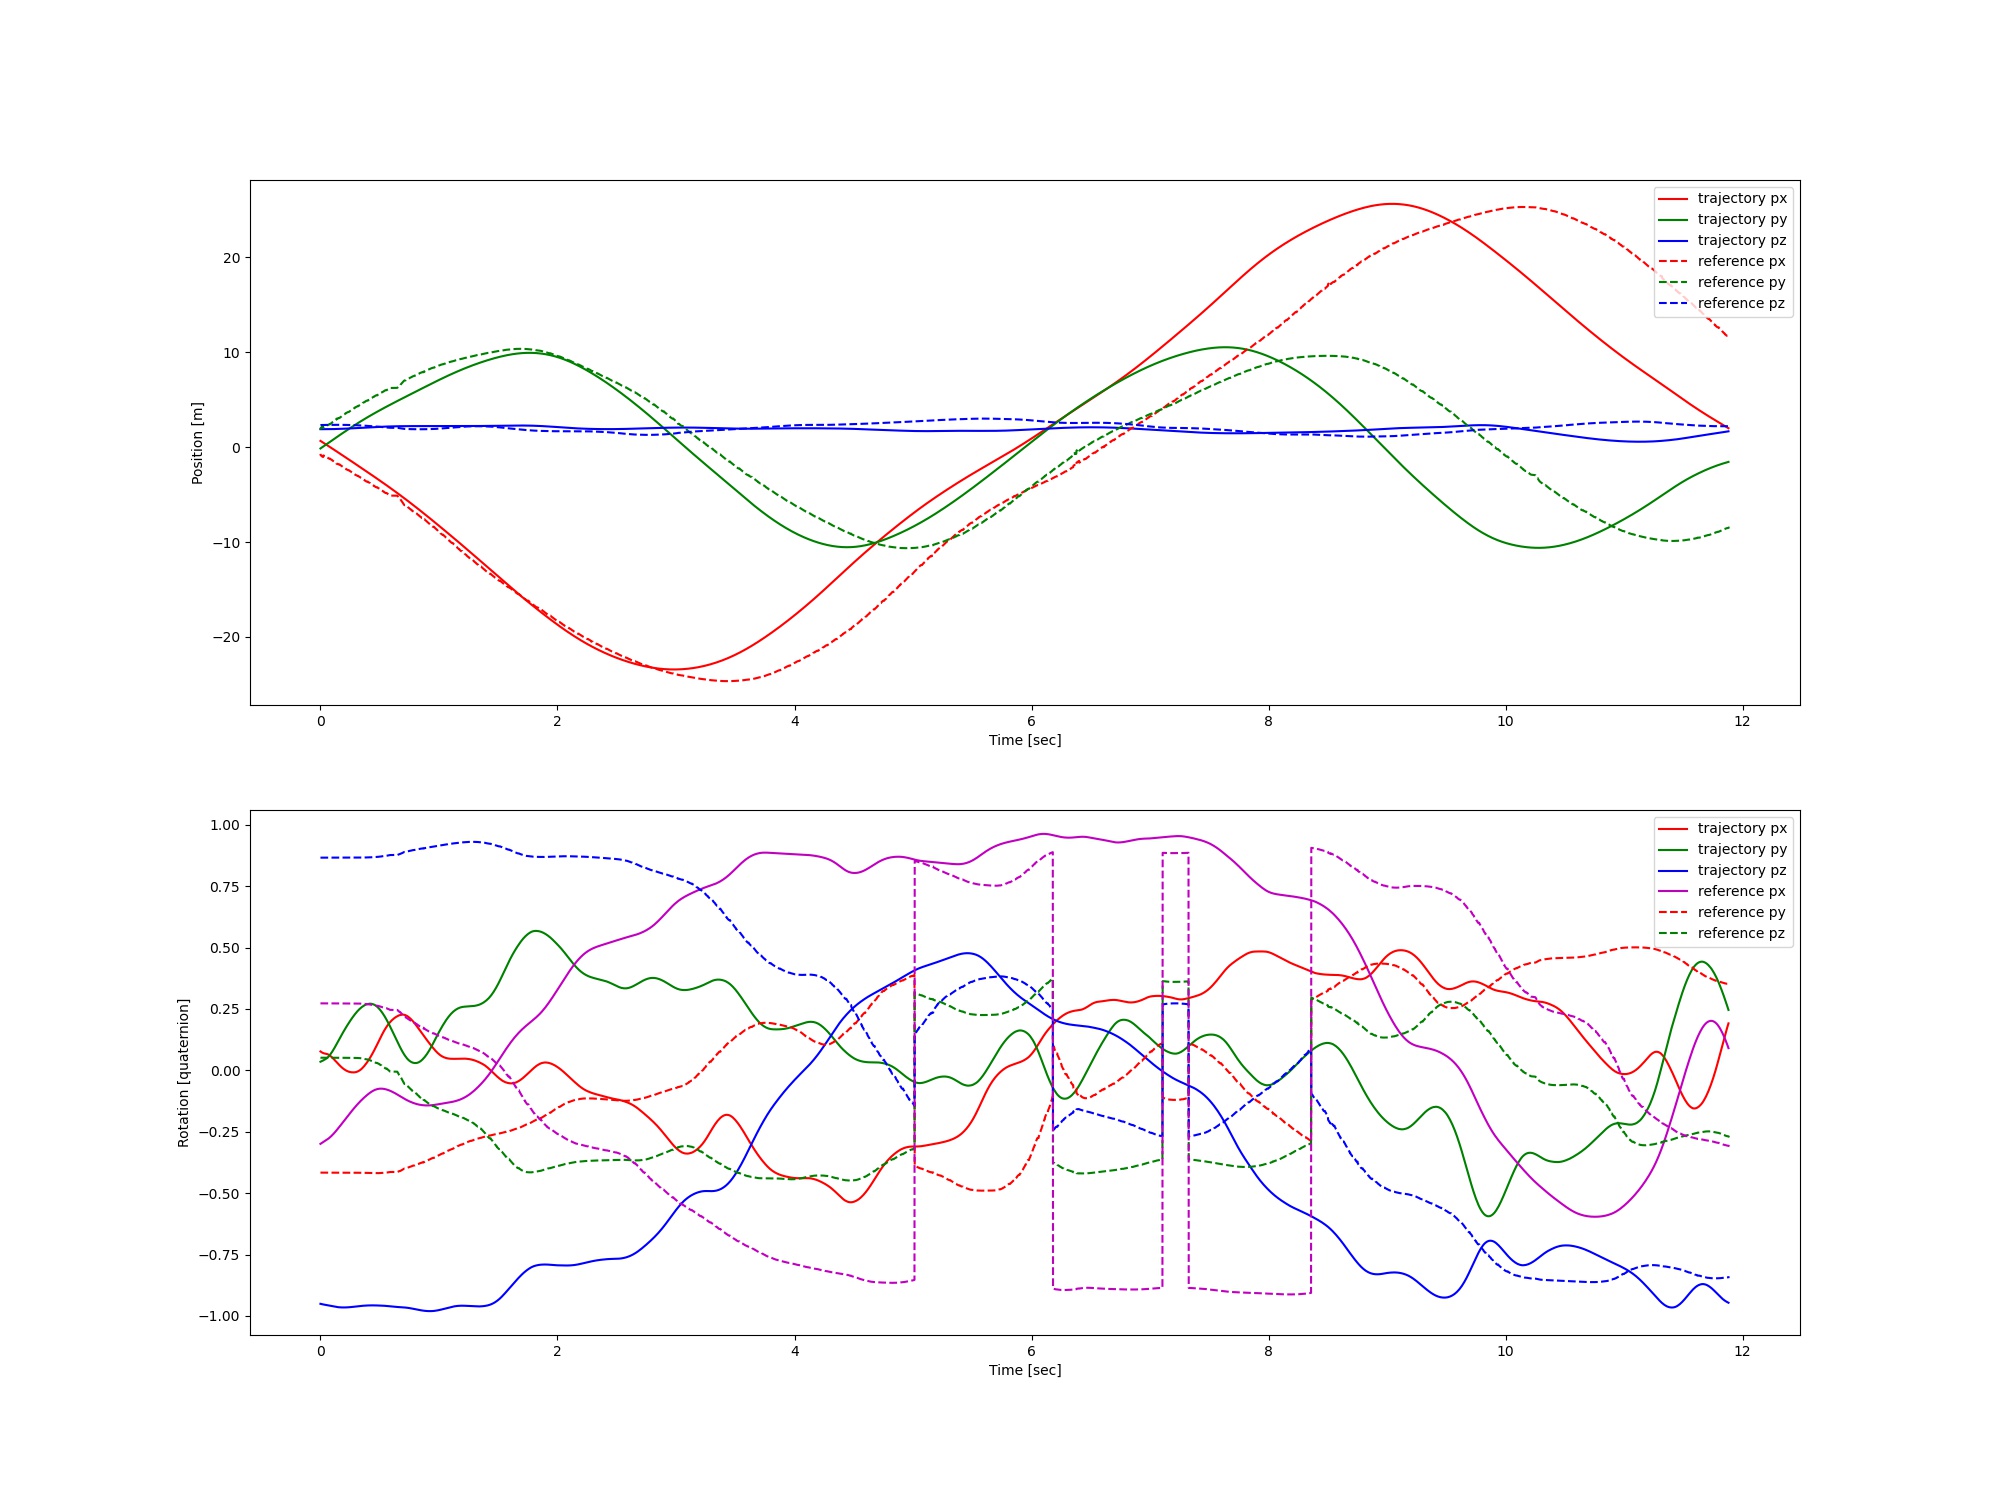 20
10
0
−10
−20
Position [m]
0 2 4 6 8 10 12
Time [sec]
trajectory px
trajectory py
trajectory pz
reference px
reference py
reference pz
1.00
0.75
0.50
0.25
0.00
−0.25
−0.50
−0.75
−1.00
Rotation [quaternion]
0 2 4 6 8 10 12
Time [sec]
trajectory px
trajectory py
trajectory pz
reference px
reference py
reference pz